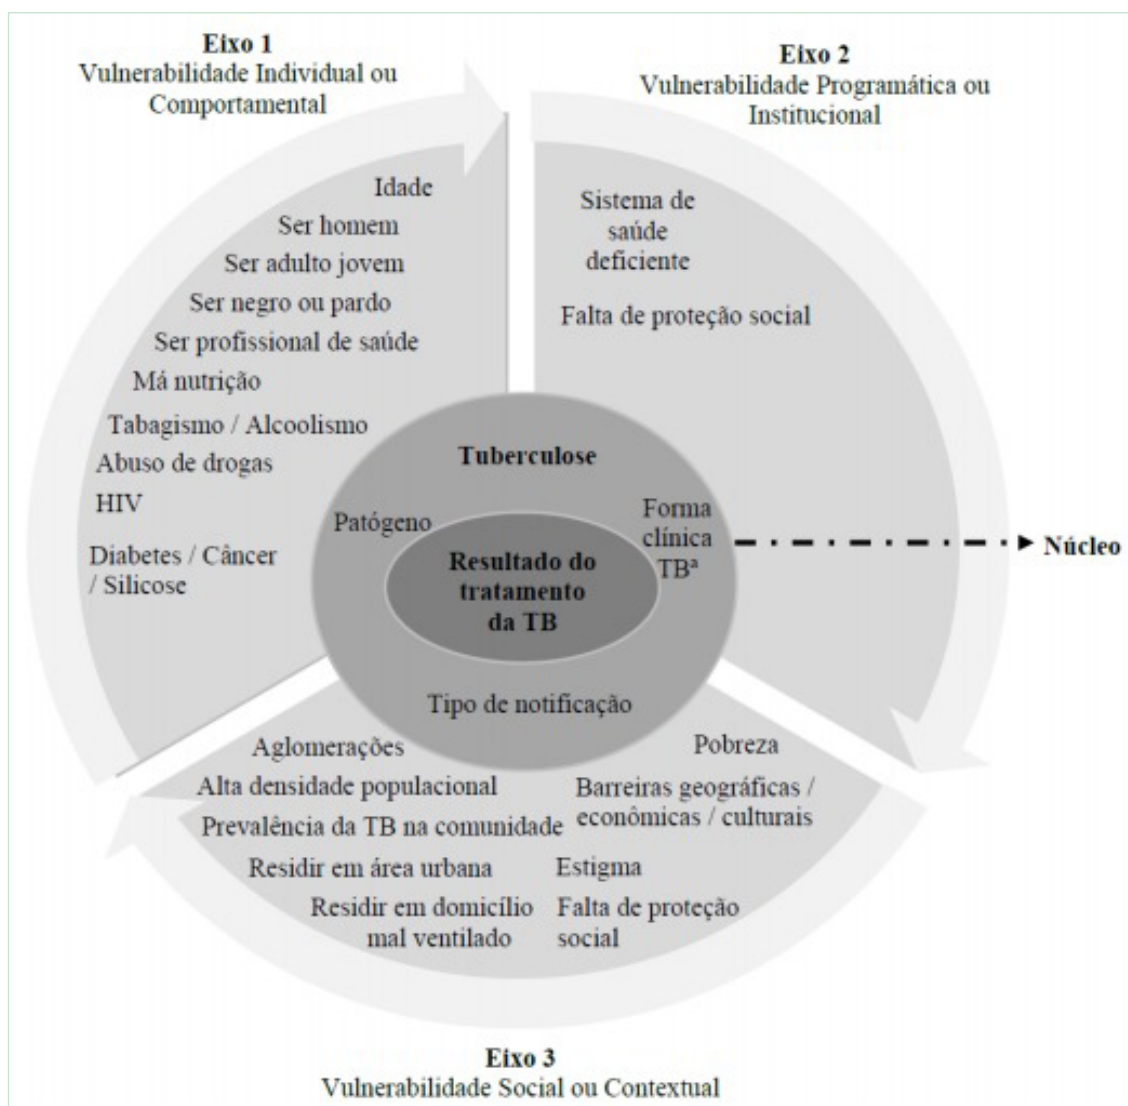 Eixo 1
Vulnerabilidade Individual ou
Comportamental
Eixo 2
Vulnerabilidade Programática ou
Institucional
Idade
Ser homem
Ser adulto jovem
Ser negro ou pardo
Ser profissional de saúde
Má nutrição
Tabagismo / Alcoolismo
Abuso de drogas
HIV
Diabetes / Câncer
/ Silicose
Sistema de
saúde
deficiente
Falta de proteção social
Tuberculose
Patógeno
Forma
clínica
TBª
Resultado do
tratamento
da TB
Tipo de notificação
Núcleo
Aglomerações
Alta densidade populacional
Prevalência da TB na comunidade
Residir em área urbana
Residir em domicílio
mal ventilado
Pobreza
Barreiras geográficas /
econômicas / culturais
Estigma
Falta de proteção
social
Eixo 3
Vulnerabilidade Social ou Contextual